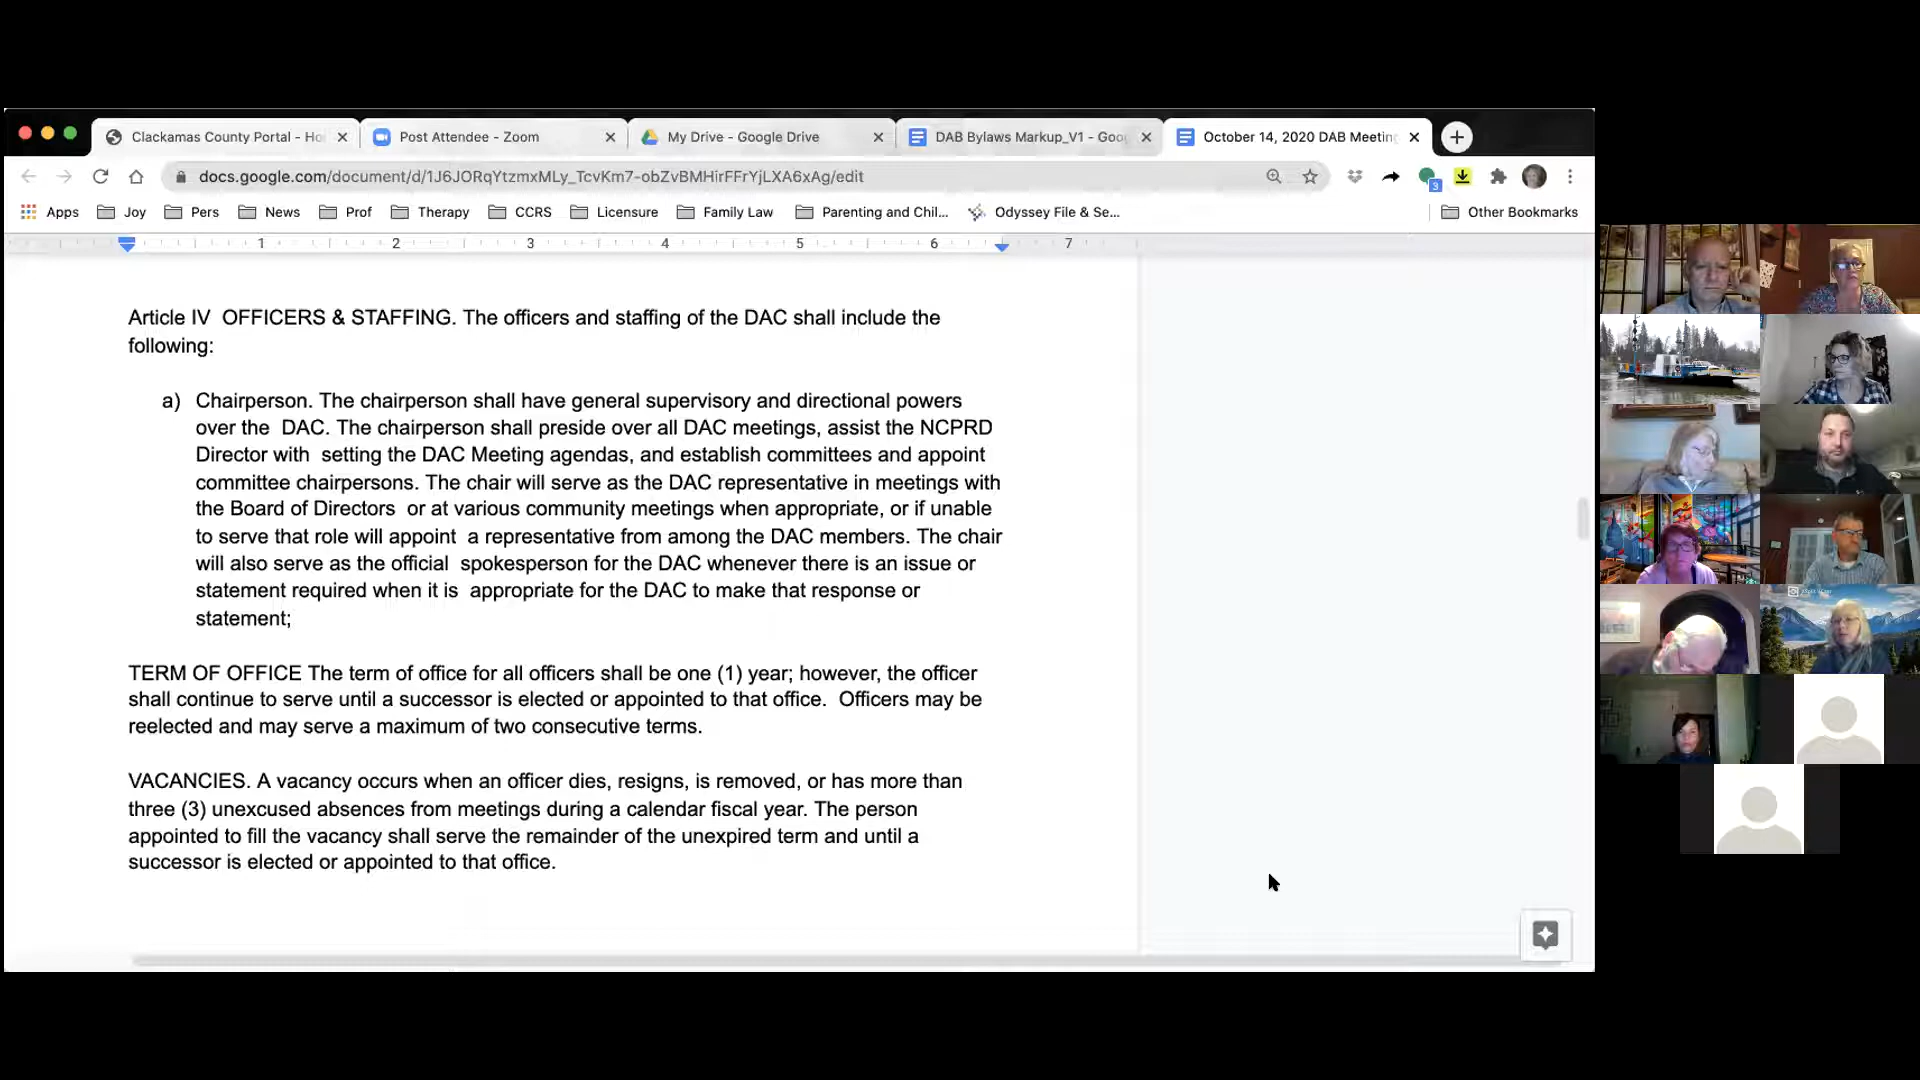 Clackamas County Portal - Ho
Post Attendee - Zoom
My Drive - Google Drive
DAB Bylaws Markup_V1 - Goo
October 14, 2020 DAB Meetin
docs.google.com/document/d/1J6JORqYtzmxMLy_TcvKm7-obZvBMHirFFrYjLXA6xAg/edit
3
Apps
Joy
Pers
News
Prof
Therapy
CCRS
Licensure
Family Law
Parenting and Chil...
Odyssey File & Se...
Other Bookmarks
1 2 3 4 5 6 7
Article IV  OFFICERS & STAFFING. The officers and staffing of the DAC shall include the
following:
a) Chairperson. The chairperson shall have general supervisory and directional powers
over the  DAC. The chairperson shall preside over all DAC meetings, assist the NCPRD
Director with  setting the DAC Meeting agendas, and establish committees and appoint
committee chairpersons. The chair will serve as the DAC representative in meetings with
the Board of Directors  or at various community meetings when appropriate, or if unable
to serve that role will appoint  a representative from among the DAC members. The chair
will also serve as the official  spokesperson for the DAC whenever there is an issue or
statement required when it is  appropriate for the DAC to make that response or
statement;
TERM OF OFFICE The term of office for all officers shall be one (1) year; however, the officer
shall continue to serve until a successor is elected or appointed to that office.  Officers may be
reelected and may serve a maximum of two consecutive terms.
VACANCIES. A vacancy occurs when an officer dies, resigns, is removed, or has more than
three (3) unexcused absences from meetings during a calendar fiscal year. The person
appointed to fill the vacancy shall serve the remainder of the unexpired term and until a
successor is elected or appointed to that office.